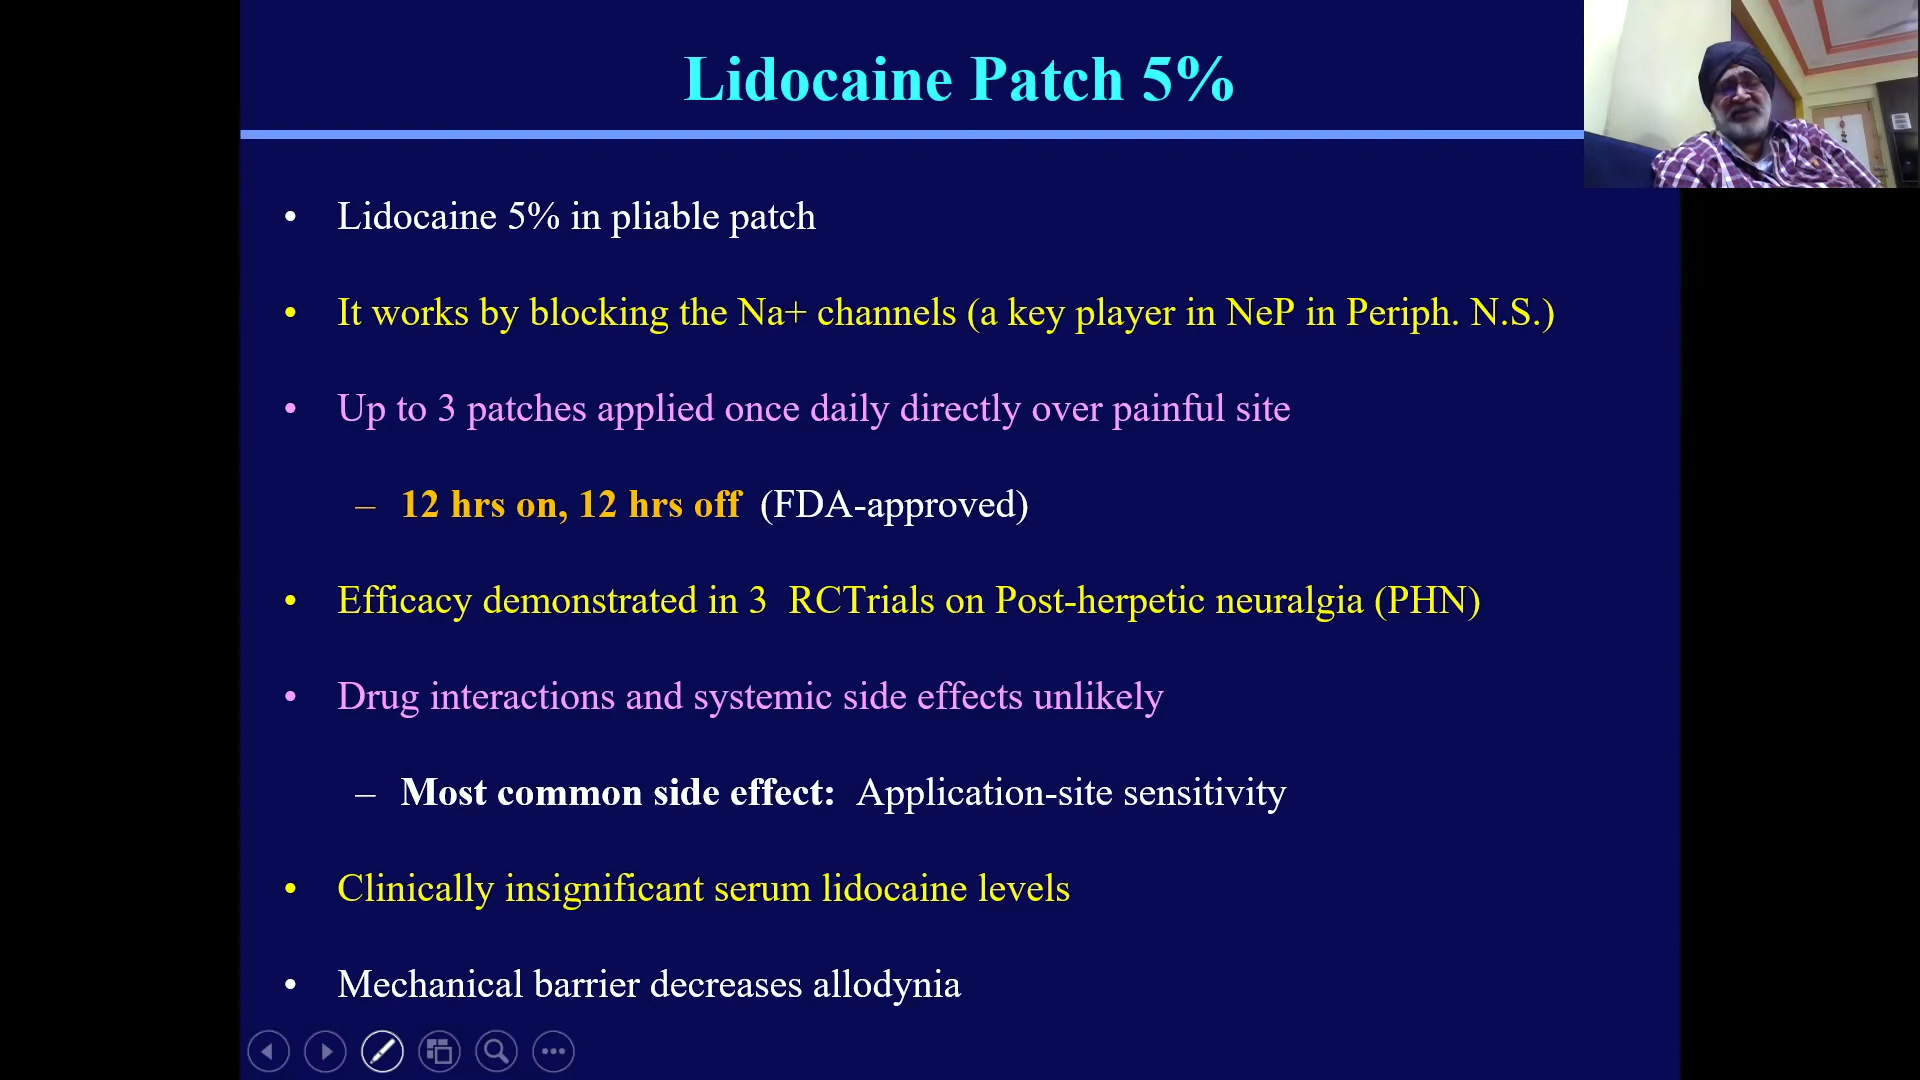 Lidocaine Patch 5%
• Lidocaine 5% in pliable patch
• It works by blocking the Na+ channels (a key player in NeP in Periph. N.S.)
• Up to 3 patches applied once daily directly over painful site
– 12 hrs on, 12 hrs off (FDA-approved)
• Efficacy demonstrated in 3 RCTrials on Post-herpetic neuralgia (PHN)
• Drug interactions and systemic side effects unlikely
– Most common side effect: Application-site sensitivity
• Clinically insignificant serum lidocaine levels
• Mechanical barrier decreases allodynia